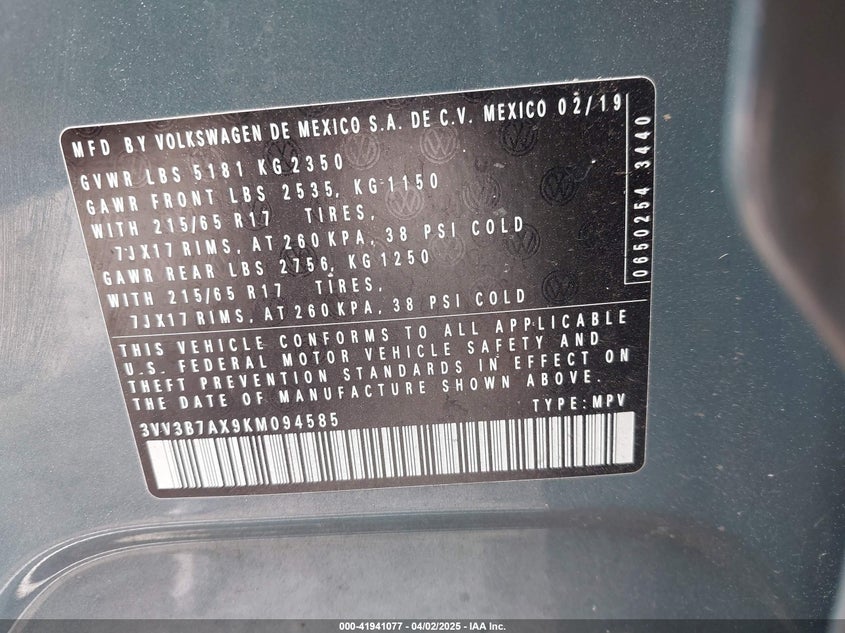 MFD BY VOLKSWAGEN DE MEXICO S.A. DE C.V. MEXICO 02/19
GVWR LBS 5181 KG 2350
GAWR FRONT LBS 2535, KG 1150
WITH 215/65 R17 TIRES,
7JX17 RIMS, AT 260 KPA, 38 PSI COLD
GAWR REAR LBS 2756, KG 1250
WITH 215/65 R17 TIRES,
7JX17 RIMS, AT 260 KPA, 38 PSI COLD
0650254 3440
THIS VEHICLE CONFORMS TO ALL APPLICABLE
U.S. FEDERAL MOTOR VEHICLE SAFETY AND
THEFT PREVENTION STANDARDS IN EFFECT ON
THE DATE OF MANUFACTURE SHOWN ABOVE.
3VV3B7AX9KM094585 TYPE: MPV
000-41941077 - 04/02/2025 - IAA Inc.